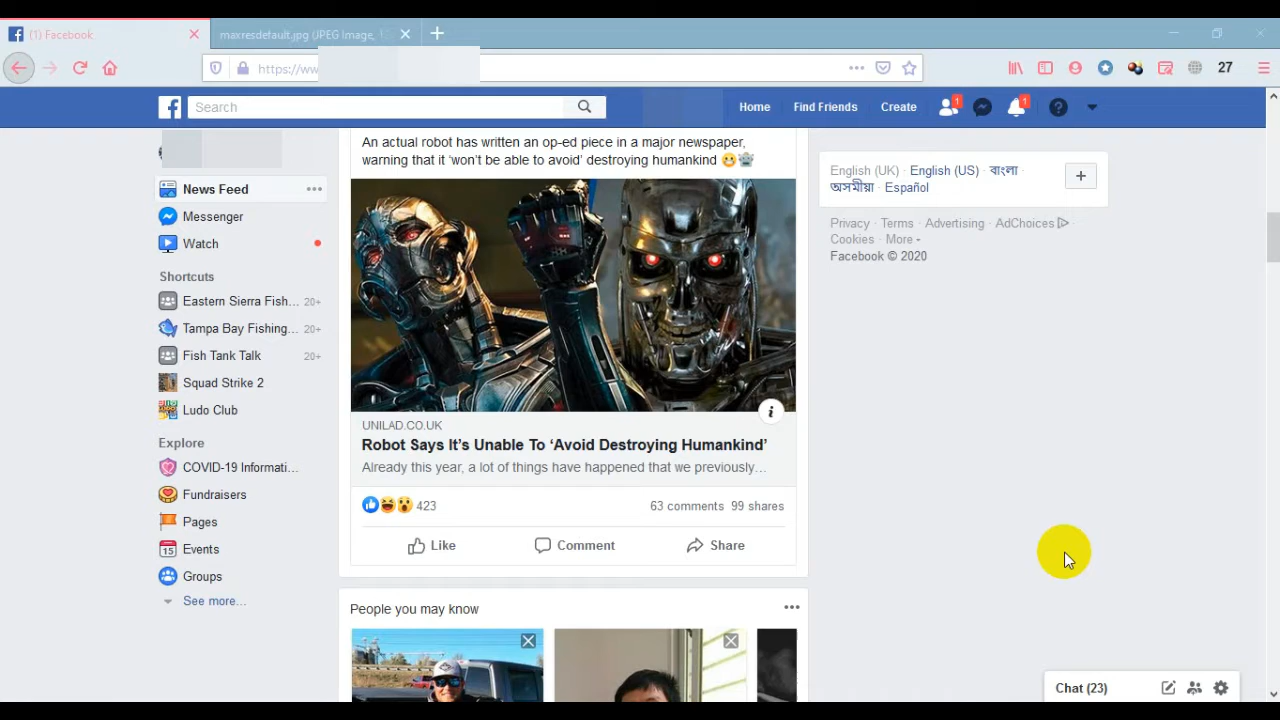 (1) Facebook
maxresdefault.jpg (JPEG Image,
https://ww
27
Search
Home
Find Friends
Create
1
1
News Feed
Messenger
Watch
Shortcuts
Eastern Sierra Fish... 20+
Tampa Bay Fishing... 20+
Fish Tank Talk 20+
Squad Strike 2
Ludo Club
Explore
COVID-19 Informati...
Fundraisers
Pages
15 Events
Groups
See more...
An actual robot has written an op-ed piece in a major newspaper,
warning that it ‘won’t be able to avoid’ destroying humankind 😬🤖
UNILAD.CO.UK
Robot Says It’s Unable To ‘Avoid Destroying Humankind’
Already this year, a lot of things have happened that we previously…
423
63 comments 99 shares
Like
Comment
Share
People you may know
English (UK) · English (US) · বাংলা ·
অসমীয়া · Español
Privacy · Terms · Advertising · AdChoices ·
Cookies · More
Facebook © 2020
Chat (23)